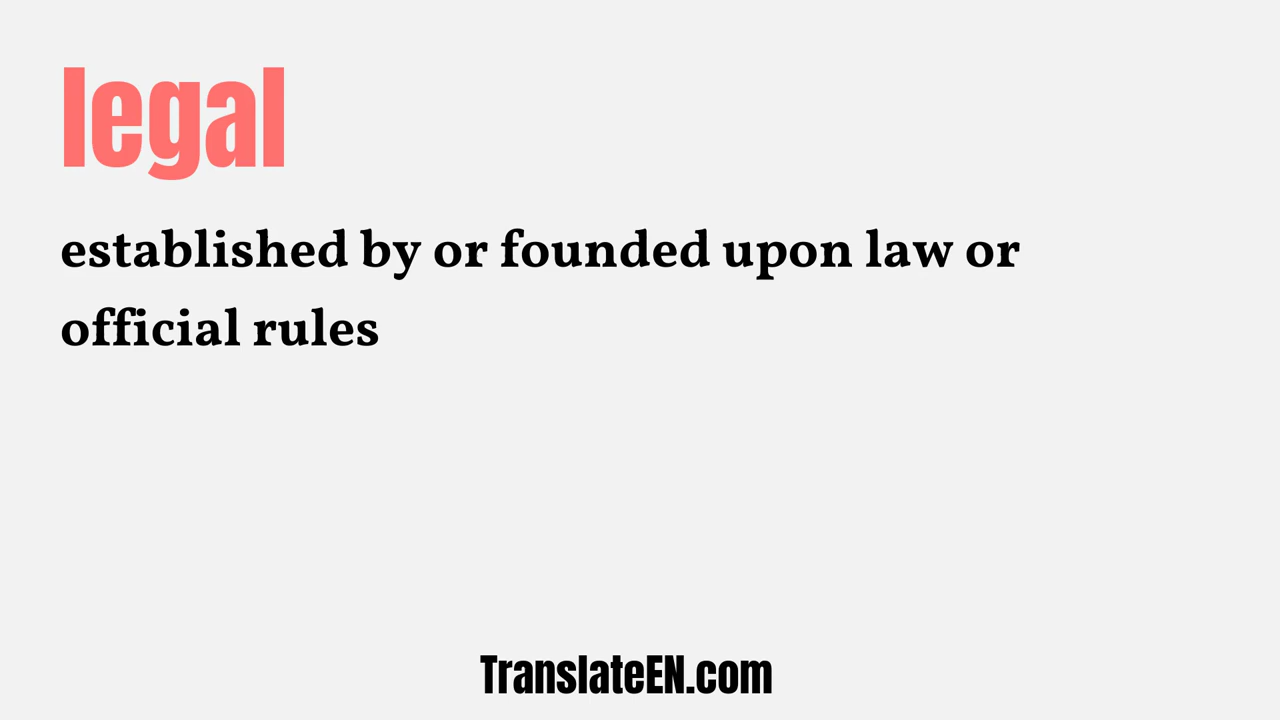 legal
established by or founded upon law or
official rules
TranslateEN.com